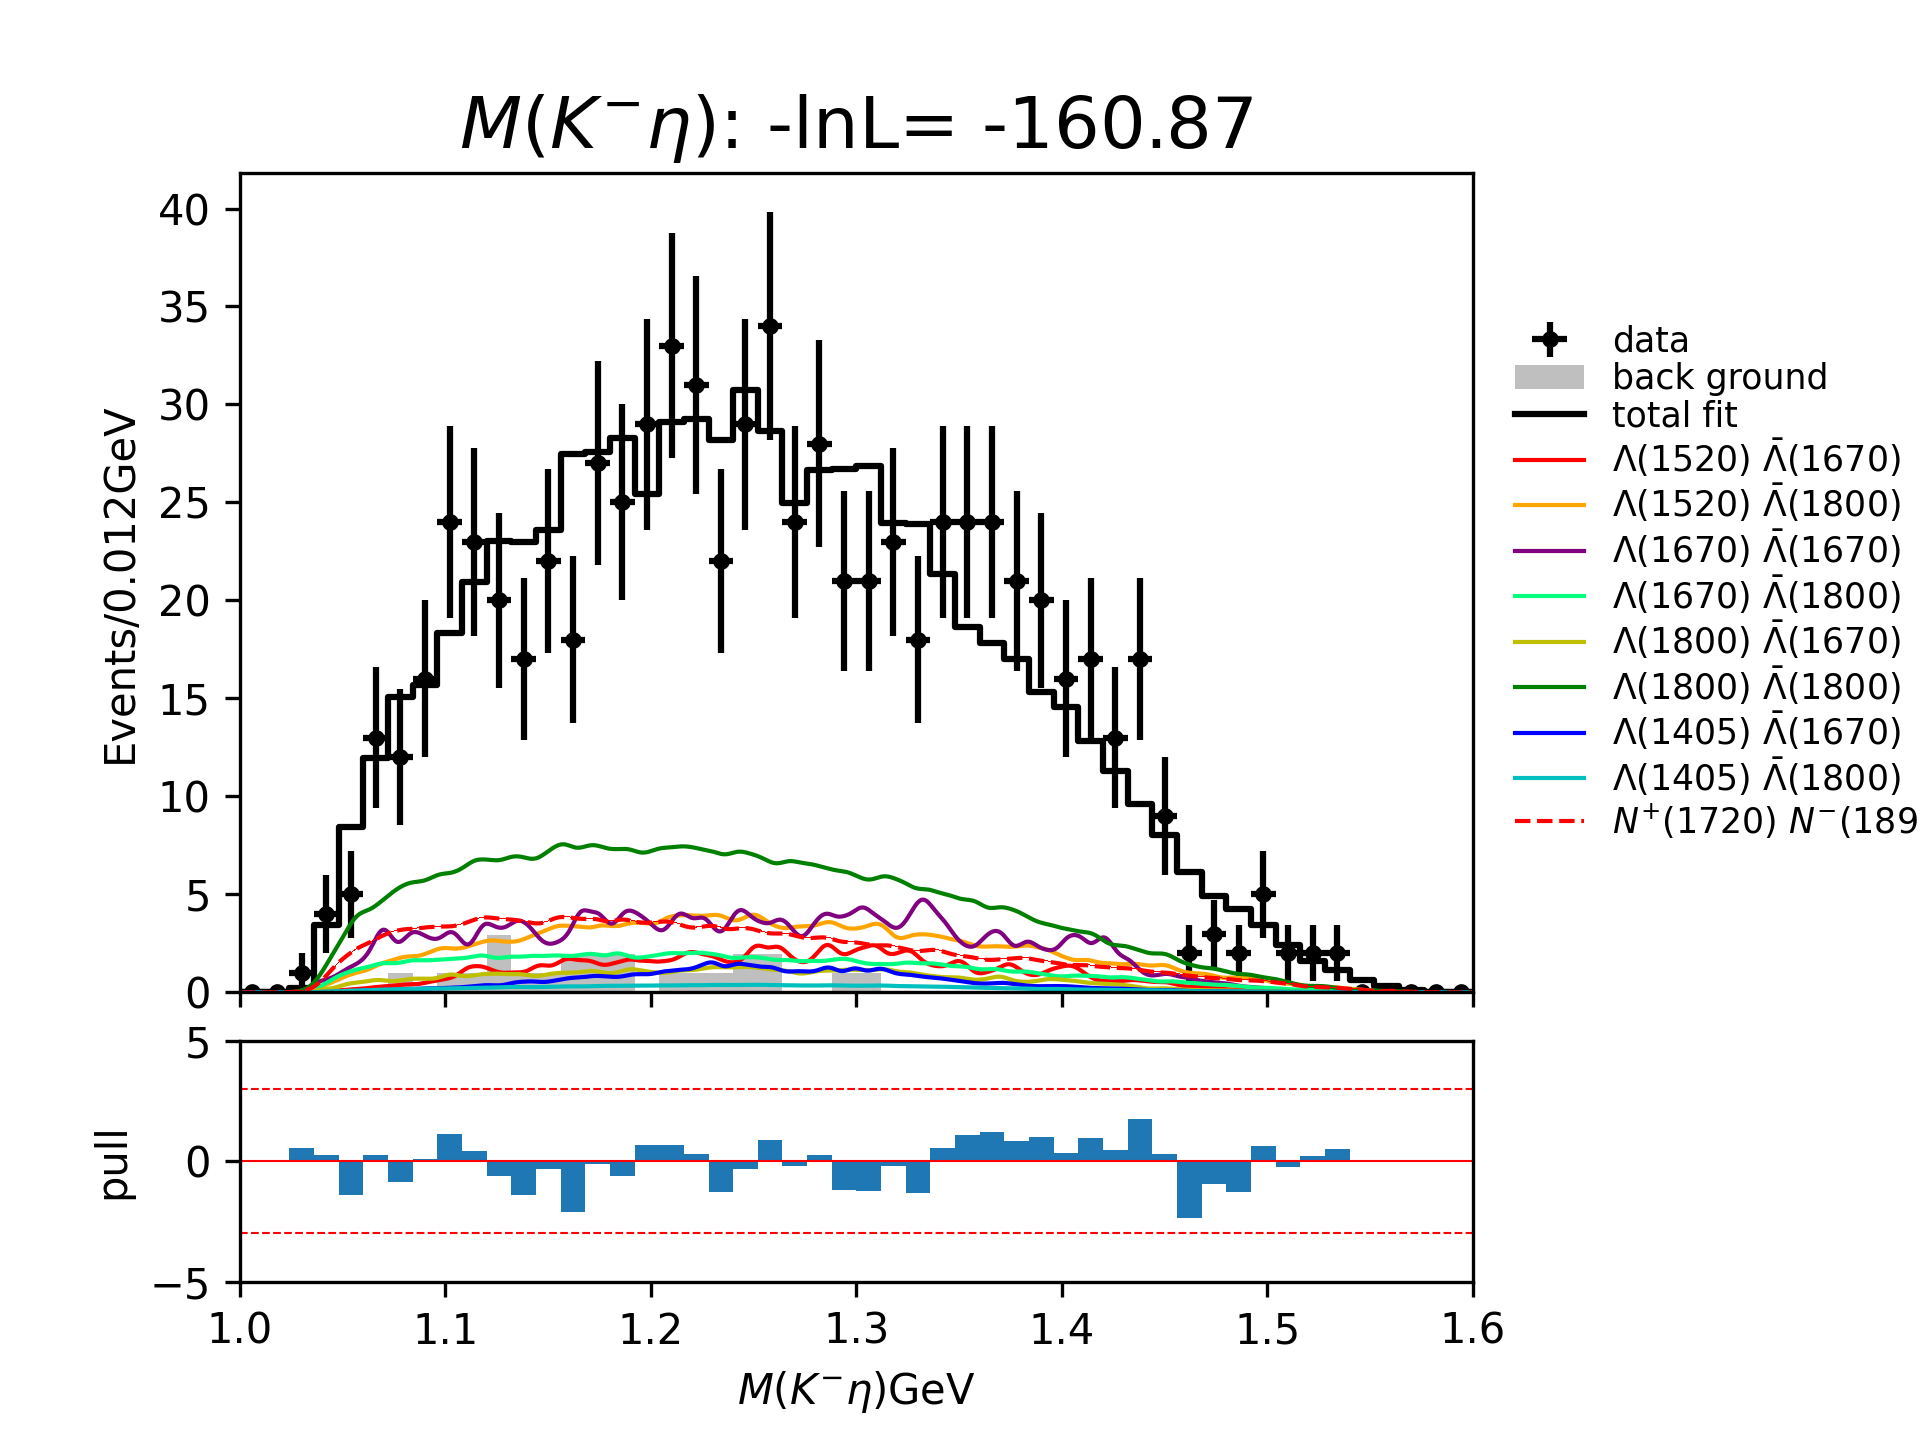 M(K⁻η): -lnL= -160.87
40
35
30
25
20
15
10
5
0
Events/0.012GeV
data
back ground
total fit
Λ(1520) Λ̄(1670)
Λ(1520) Λ̄(1800)
Λ(1670) Λ̄(1670)
Λ(1670) Λ̄(1800)
Λ(1800) Λ̄(1670)
Λ(1800) Λ̄(1800)
Λ(1405) Λ̄(1670)
Λ(1405) Λ̄(1800)
N⁺(1720) N⁻(189
5
0
−5
pull
1.0 1.1 1.2 1.3 1.4 1.5 1.6
M(K⁻η)GeV